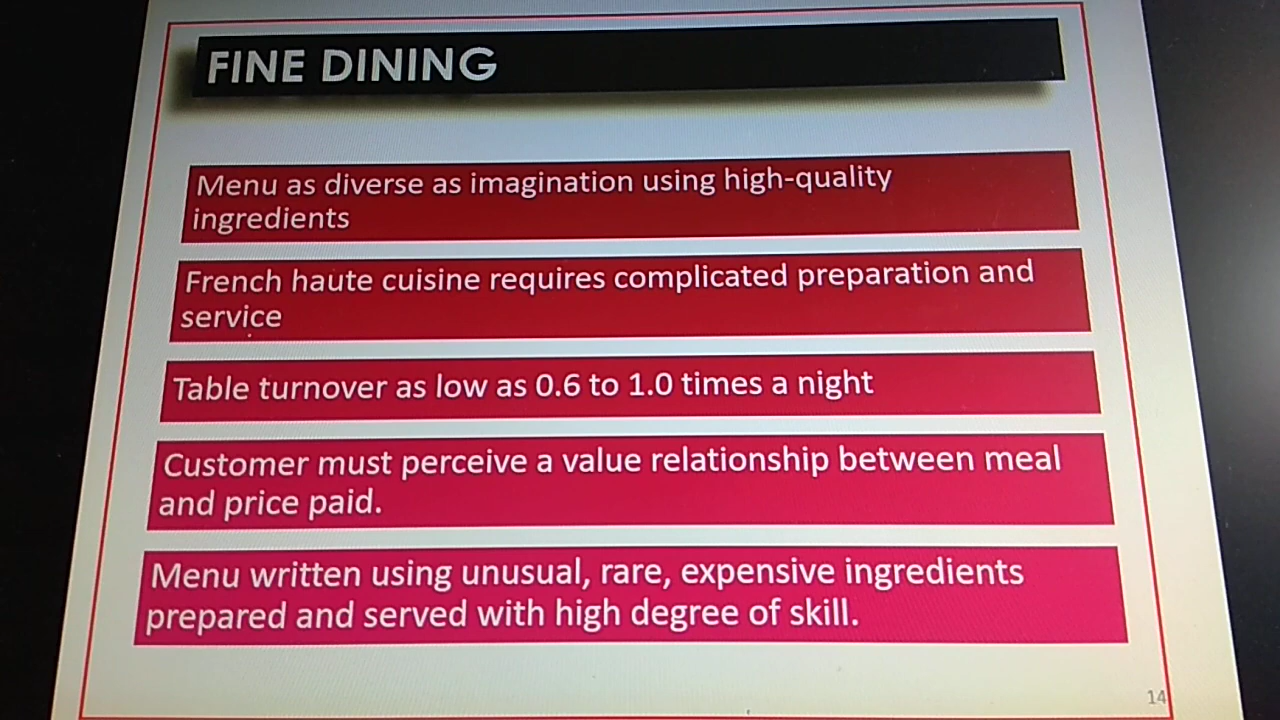 FINE DINING
Menu as diverse as imagination using high-quality
ingredients
French haute cuisine requires complicated preparation and
service
Table turnover as low as 0.6 to 1.0 times a night
Customer must perceive a value relationship between meal
and price paid.
Menu written using unusual, rare, expensive ingredients
prepared and served with high degree of skill.
14